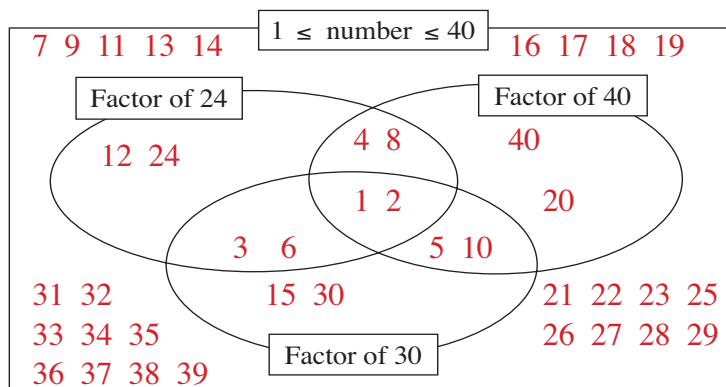 1 ≤ number ≤ 40
7 9 11 13 14
16 17 18 19
Factor of 24
Factor of 40
4 8
40
12 24
1 2
20
3 6
5 10
31 32
15 30
21 22 23 25
33 34 35
26 27 28 29
Factor of 30
36 37 38 39